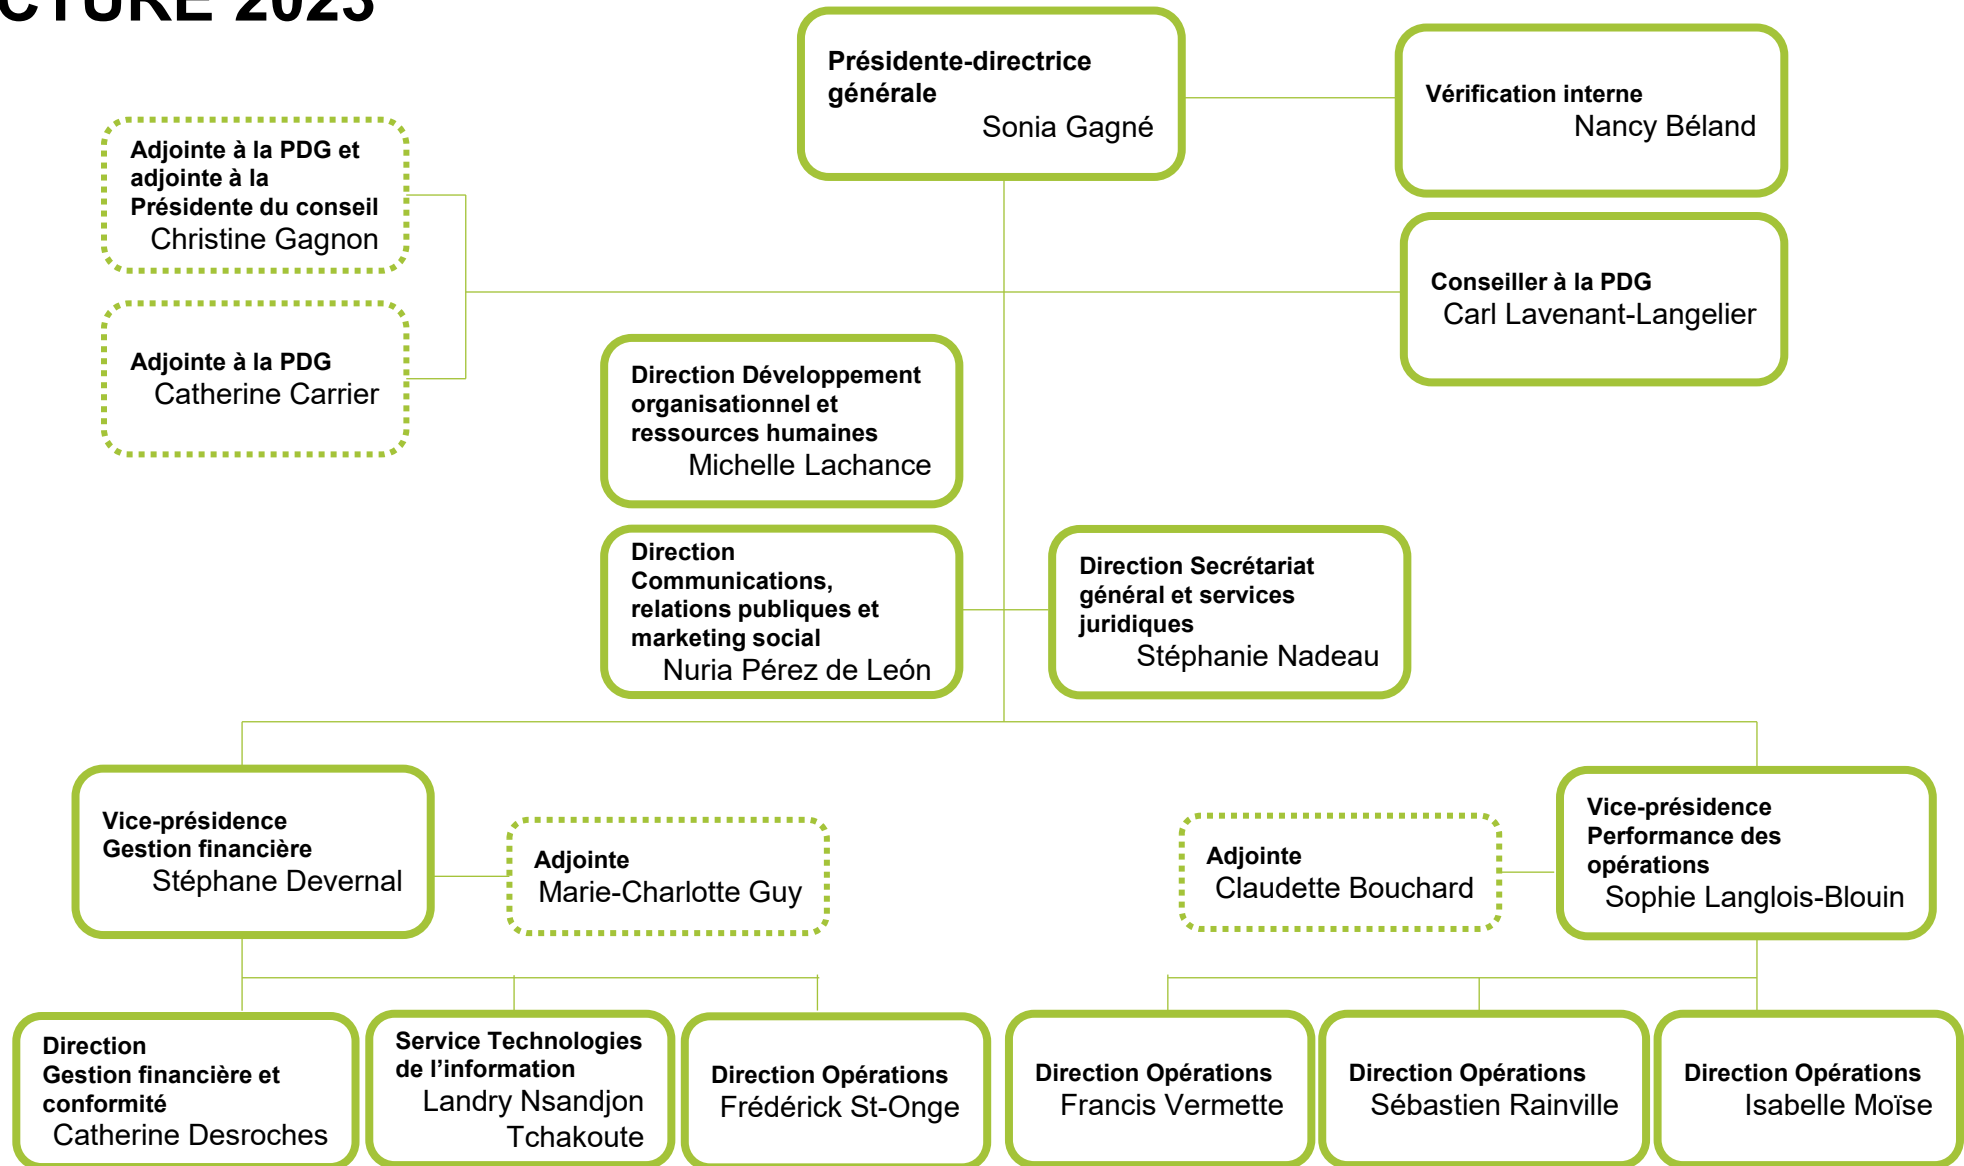 CTURE 2023
Présidente-directrice
générale
Sonia Gagné
Vérification interne
Nancy Béland
Adjointe à la PDG et
adjointe à la
Présidente du conseil
Christine Gagnon
Conseiller à la PDG
Carl Lavenant-Langelier
Adjointe à la PDG
Catherine Carrier
Direction Développement
organisationnel et
ressources humaines
Michelle Lachance
Direction
Communications,
relations publiques et
marketing social
Nuria Pérez de León
Direction Secrétariat
général et services
juridiques
Stéphanie Nadeau
Vice-présidence
Gestion financière
Stéphane Devernal
Adjointe
Marie-Charlotte Guy
Adjointe
Claudette Bouchard
Vice-présidence
Performance des
opérations
Sophie Langlois-Blouin
Direction
Gestion financière et
conformité
Catherine Desroches
Service Technologies
de l’information
Landry Nsandjon
Tchakoute
Direction Opérations
Frédérick St-Onge
Direction Opérations
Francis Vermette
Direction Opérations
Sébastien Rainville
Direction Opérations
Isabelle Moïse